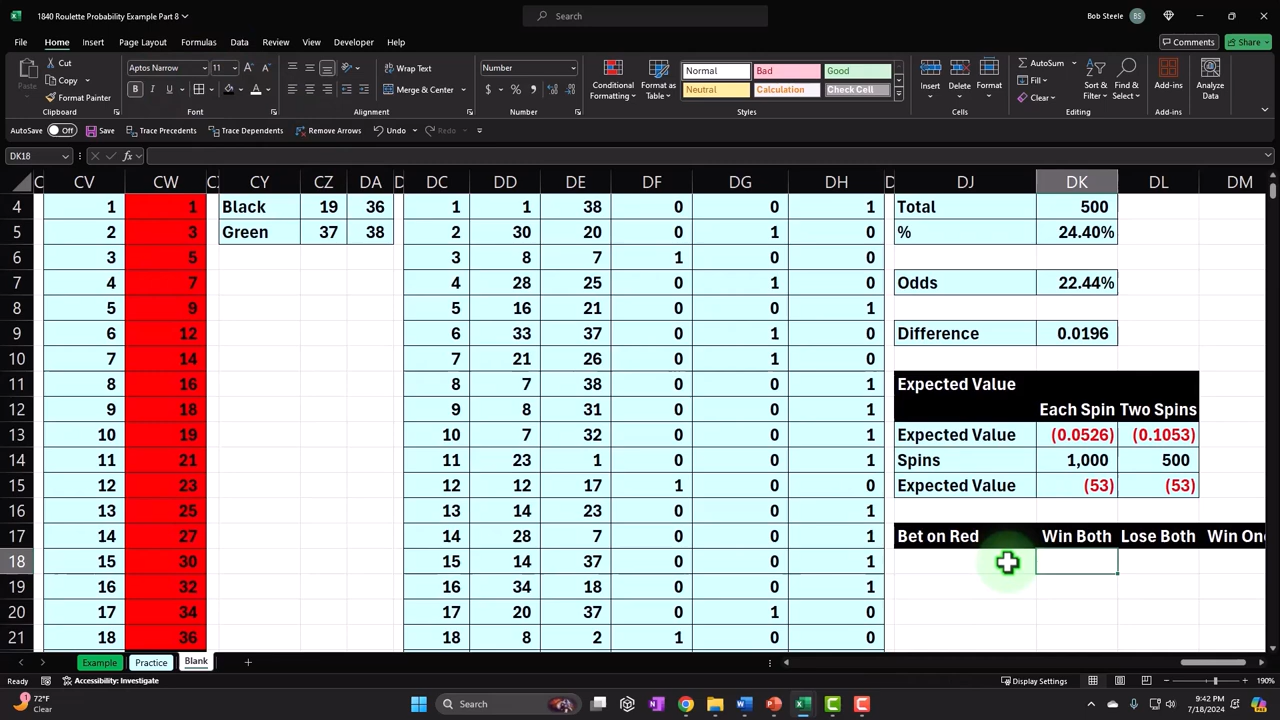 1840 Roulette Probability Example Part 8
Search
Bob Steele BS
File Home Insert Page Layout Formulas Data Review View Developer Help
Comments Share
Cut
Copy
Format Painter
Paste
Clipboard
Aptos Narrow 11
Font
Wrap Text
Merge & Center
Alignment
Number
Number
Conditional Formatting
Format as Table
Normal Bad Good
Neutral Calculation Check Cell
Styles
Insert Delete Format
Cells
AutoSum
Fill
Clear
Sort & Filter
Find & Select
Editing
Add-ins
Add-ins
Analyze Data
AutoSave Off Save Trace Precedents Trace Dependents Remove Arrows Undo Redo
DK18 fx
C CV CW CY CZ DA D DC DD DE DF DG DH D DJ DK DL DM
4 1 1 Black 19 36 1 1 38 0 0 1 Total 500
5 2 3 Green 37 38 2 30 20 0 1 0 % 24.40%
6 3 5 3 8 7 1 0 0
7 4 7 4 28 25 0 1 0 Odds 22.44%
8 5 9 5 16 21 0 0 1
9 6 12 6 33 37 0 1 0 Difference 0.0196
10 7 14 7 21 26 0 1 0
11 8 16 8 7 38 0 0 1 Expected Value
12 9 18 9 8 31 0 0 1 Each Spin Two Spins
13 10 19 10 7 32 0 0 1 Expected Value (0.0526) (0.1053)
14 11 21 11 23 1 0 0 1 Spins 1,000 500
15 12 23 12 12 17 1 0 0 Expected Value (53) (53)
16 13 25 13 14 23 0 0 1
17 14 27 14 28 7 0 0 1 Bet on Red Win Both Lose Both Win On
18 15 30 15 14 37 0 0 1
19 16 32 16 34 18 0 0 1
20 17 34 17 20 37 0 1 0
21 18 36 18 8 2 1 0 0
Example Practice Blank
Ready Accessibility: Investigate Display Settings 190%
72°F
Clear
Search
9:42 PM
7/18/2024